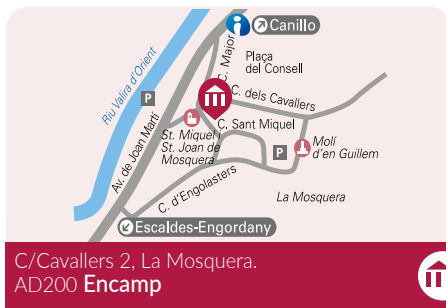 Canillo
Plaça
del Consell
C. Major
Riu Valira d'Orient
P
C. dels Cavallers
Av. de Joan Martí
St. Miquel i
St. Joan de
Mosquera
C. Sant Miquel
P
Molí
d'en Guillem
C. d'Engolasters
La Mosquera
Escaldes-Engordany
C/Cavallers 2, La Mosquera.
AD200 Encamp